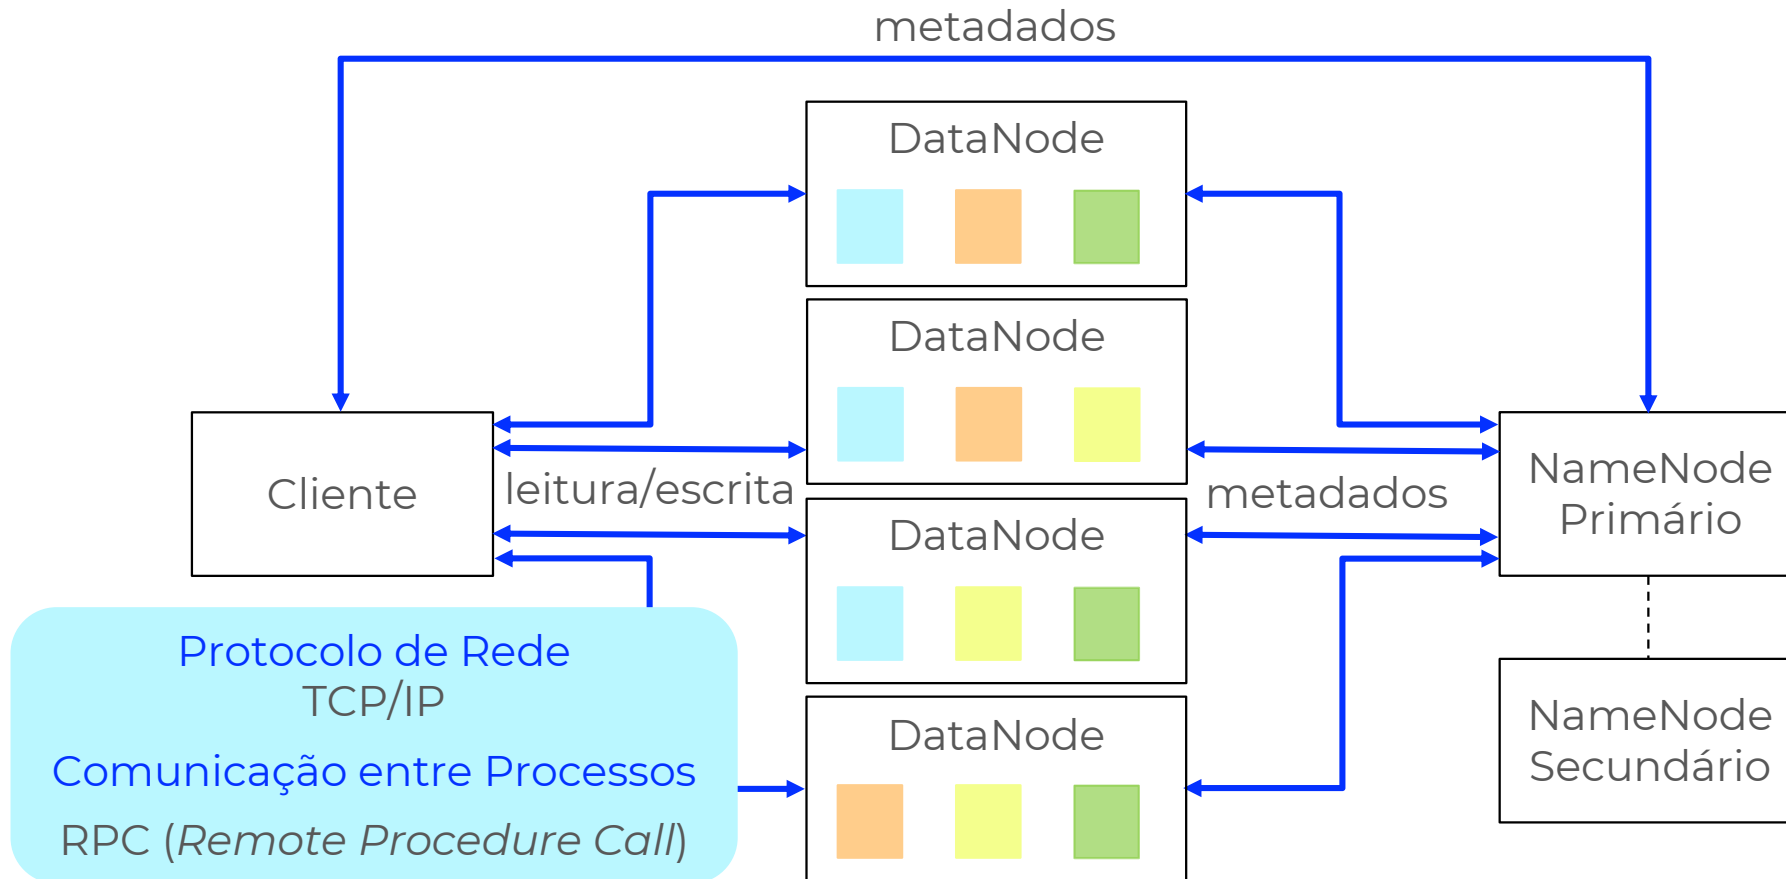 metadados
DataNode
DataNode
Cliente
leitura/escrita
metadados
NameNode
Primário
DataNode
Protocolo de Rede
TCP/IP
Comunicação entre Processos
RPC (Remote Procedure Call)
DataNode
NameNode
Secundário